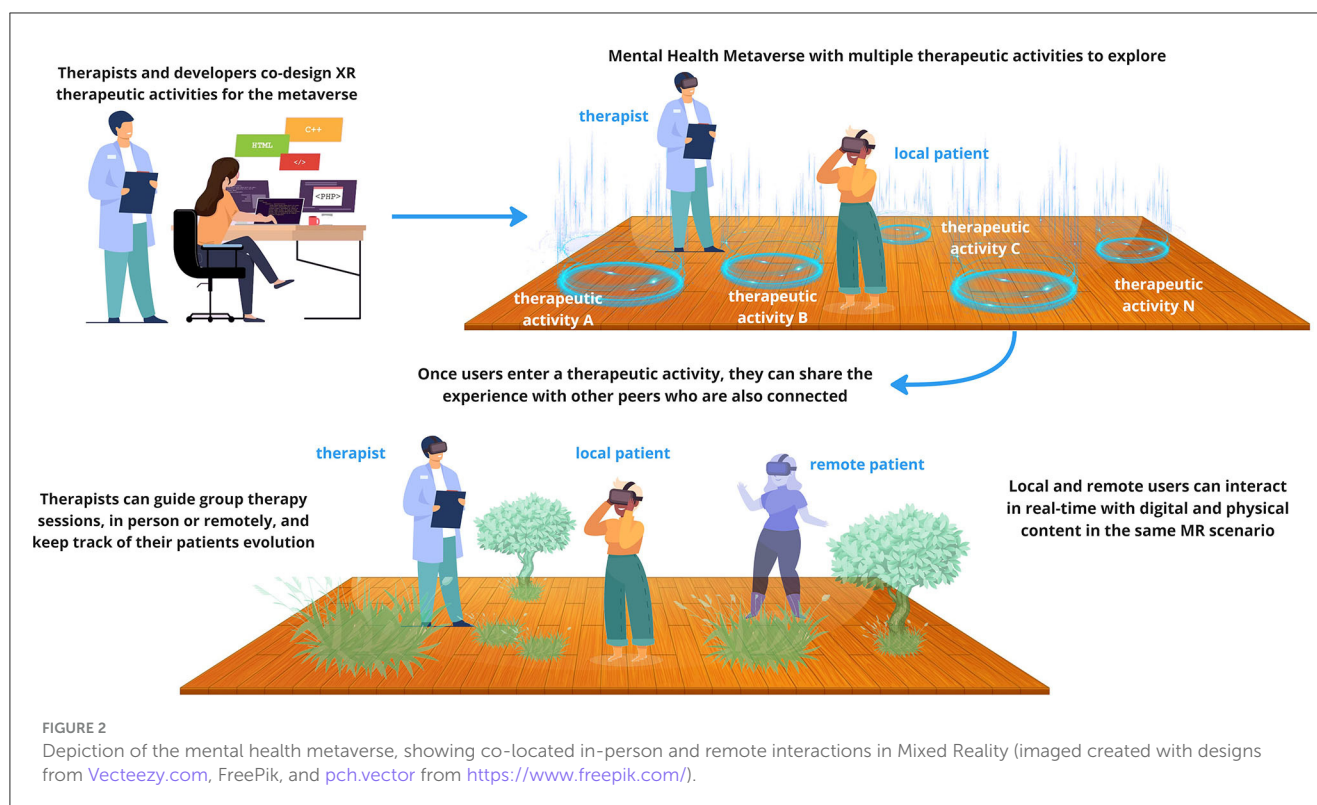 Therapists and developers co-design XR
therapeutic activities for the metaverse
C++
HTML
</>
<PHP>
Mental Health Metaverse with multiple therapeutic activities to explore
therapist
local patient
therapeutic
activity A
therapeutic
activity B
therapeutic
activity C
therapeutic
activity N
Once users enter a therapeutic activity, they can share the
experience with other peers who are also connected
therapist
local patient
remote patient
Therapists can guide group therapy
sessions, in person or remotely, and
keep track of their patients evolution
Local and remote users can interact
in real-time with digital and physical
content in the same MR scenario
FIGURE 2
Depiction of the mental health metaverse, showing co-located in-person and remote interactions in Mixed Reality (imaged created with designs
from Vecteezy.com, FreePik, and pch.vector from https://www.freepik.com/).